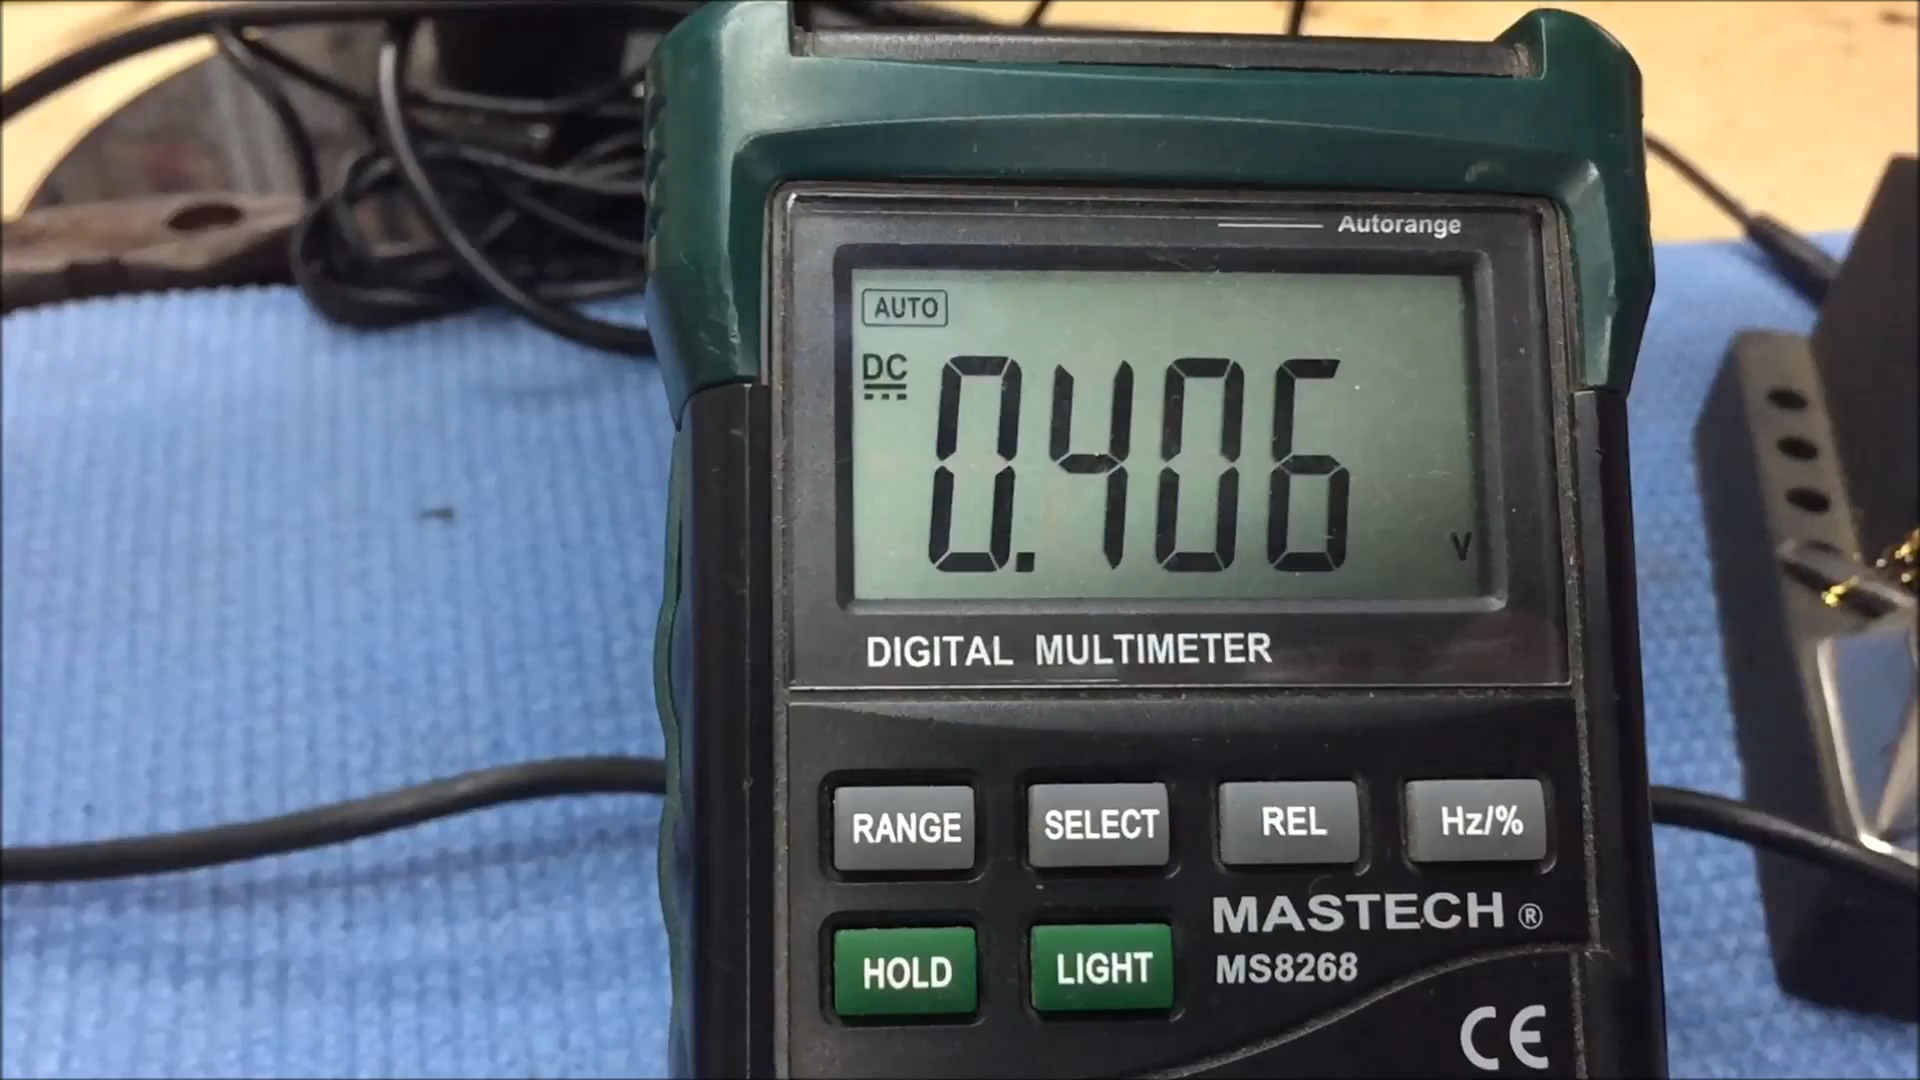 Autorange
AUTO
DC
0.406
V
DIGITAL MULTIMETER
RANGE SELECT REL Hz/%
MASTECH®
HOLD LIGHT
MS8268
CE